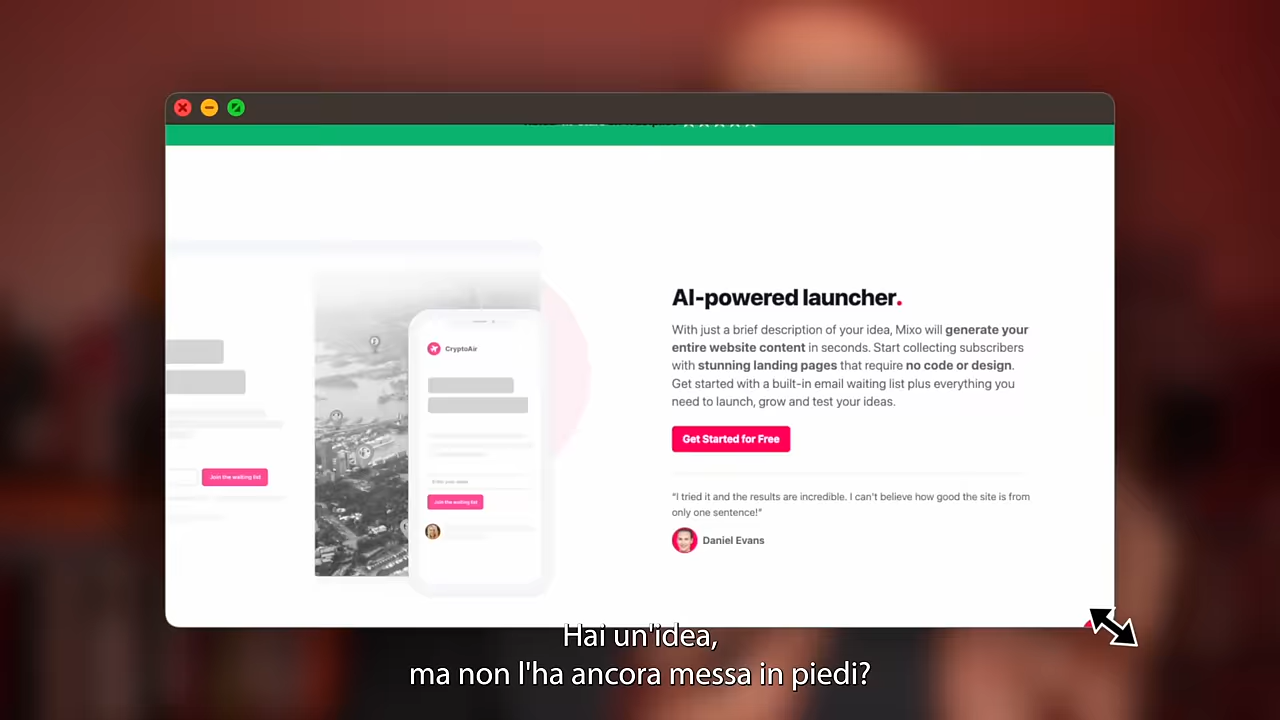 AI-powered launcher.
With just a brief description of your idea, Mixo will generate your
entire website content in seconds. Start collecting subscribers
with stunning landing pages that require no code or design.
Get started with a built-in email waiting list plus everything you
need to launch, grow and test your ideas.
Get Started for Free
"I tried it and the results are incredible. I can't believe how good the site is from
only one sentence!"
Daniel Evans
CryptoAir
Join the waiting list
Join the waiting list
Hai un'idea,
ma non l'ha ancora messa in piedi?